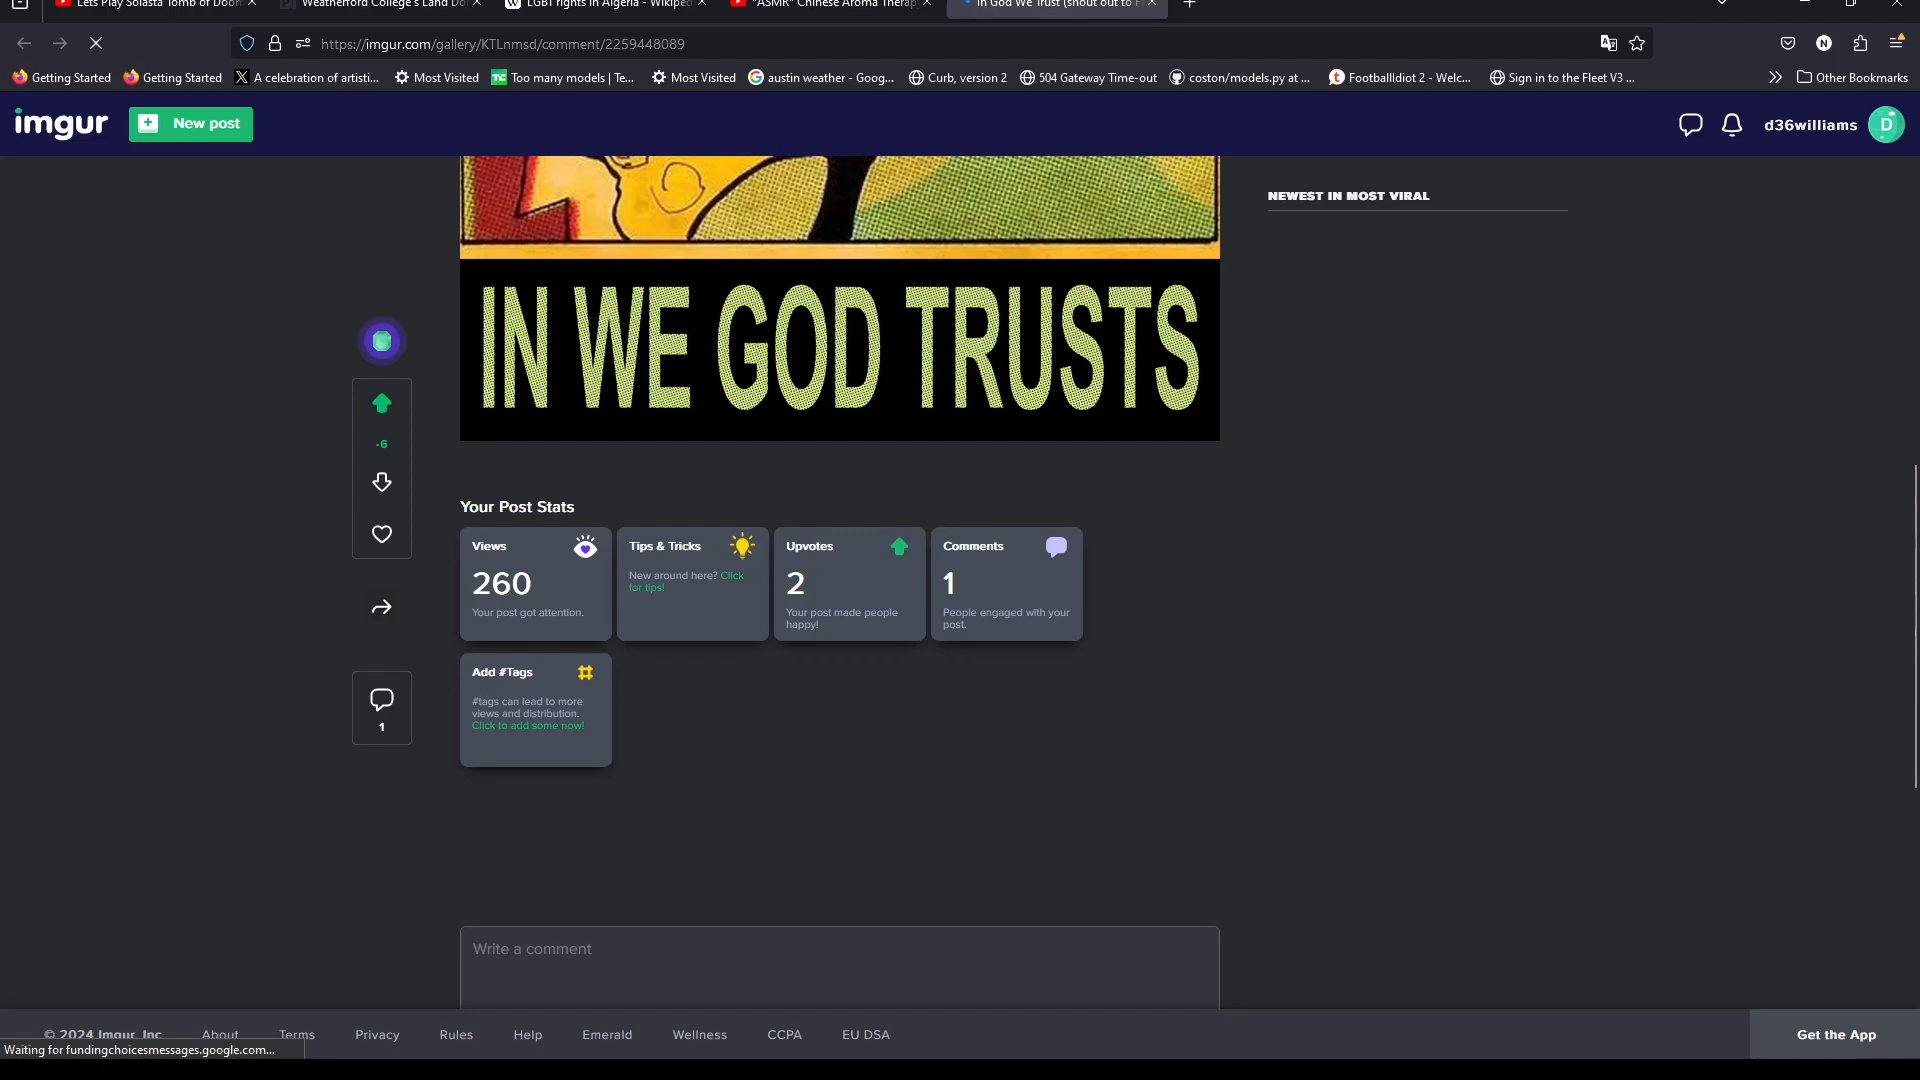 Lets Play Solasta Tomb of Doom
Weatherford College's Land Do
LGBT rights in Algeria - Wikiped
"ASMR" Chinese Aroma Therap
In God We Trust (shout out to F
https://imgur.com/gallery/KTLnmsd/comment/2259448089
N
Getting Started
Getting Started
A celebration of artisti...
Most Visited
Too many models | Te...
Most Visited
austin weather - Goog...
Curb, version 2
504 Gateway Time-out
coston/models.py at ...
FootballIdiot 2 - Welc...
Sign in to the Fleet V3 ...
Other Bookmarks
imgur
New post
d36williams
D
NEWEST IN MOST VIRAL
IN WE GOD TRUSTS
-6
Your Post Stats
Views
260
Your post got attention.
Tips & Tricks
New around here? Click
for tips!
Upvotes
2
Your post made people
happy!
Comments
1
People engaged with your
post.
Add #Tags
#tags can lead to more
views and distribution.
Click to add some now!
1
Write a comment
© 2024 Imgur, Inc
About
Terms
Privacy
Rules
Help
Emerald
Wellness
CCPA
EU DSA
Get the App
Waiting for fundingchoicesmessages.google.com...